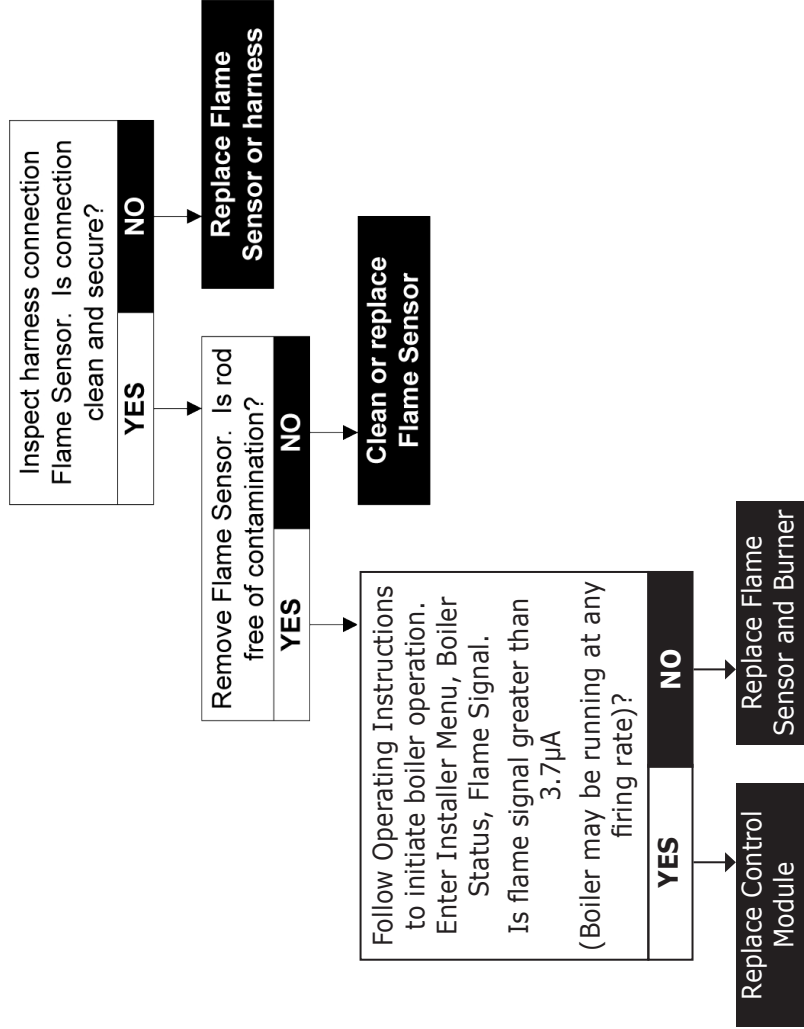 Inspect harness connection
Flame Sensor. Is connection
clean and secure?
YES
NO
Replace Flame
Sensor or harness
Remove Flame Sensor. Is rod
free of contamination?
YES
NO
Clean or replace
Flame Sensor
Follow Operating Instructions
to initiate boiler operation.
Enter Installer Menu, Boiler
Status, Flame Signal.
Is flame signal greater than
3.7µA
(Boiler may be running at any
firing rate)?
YES
NO
Replace Control
Module
Replace Flame
Sensor and Burner